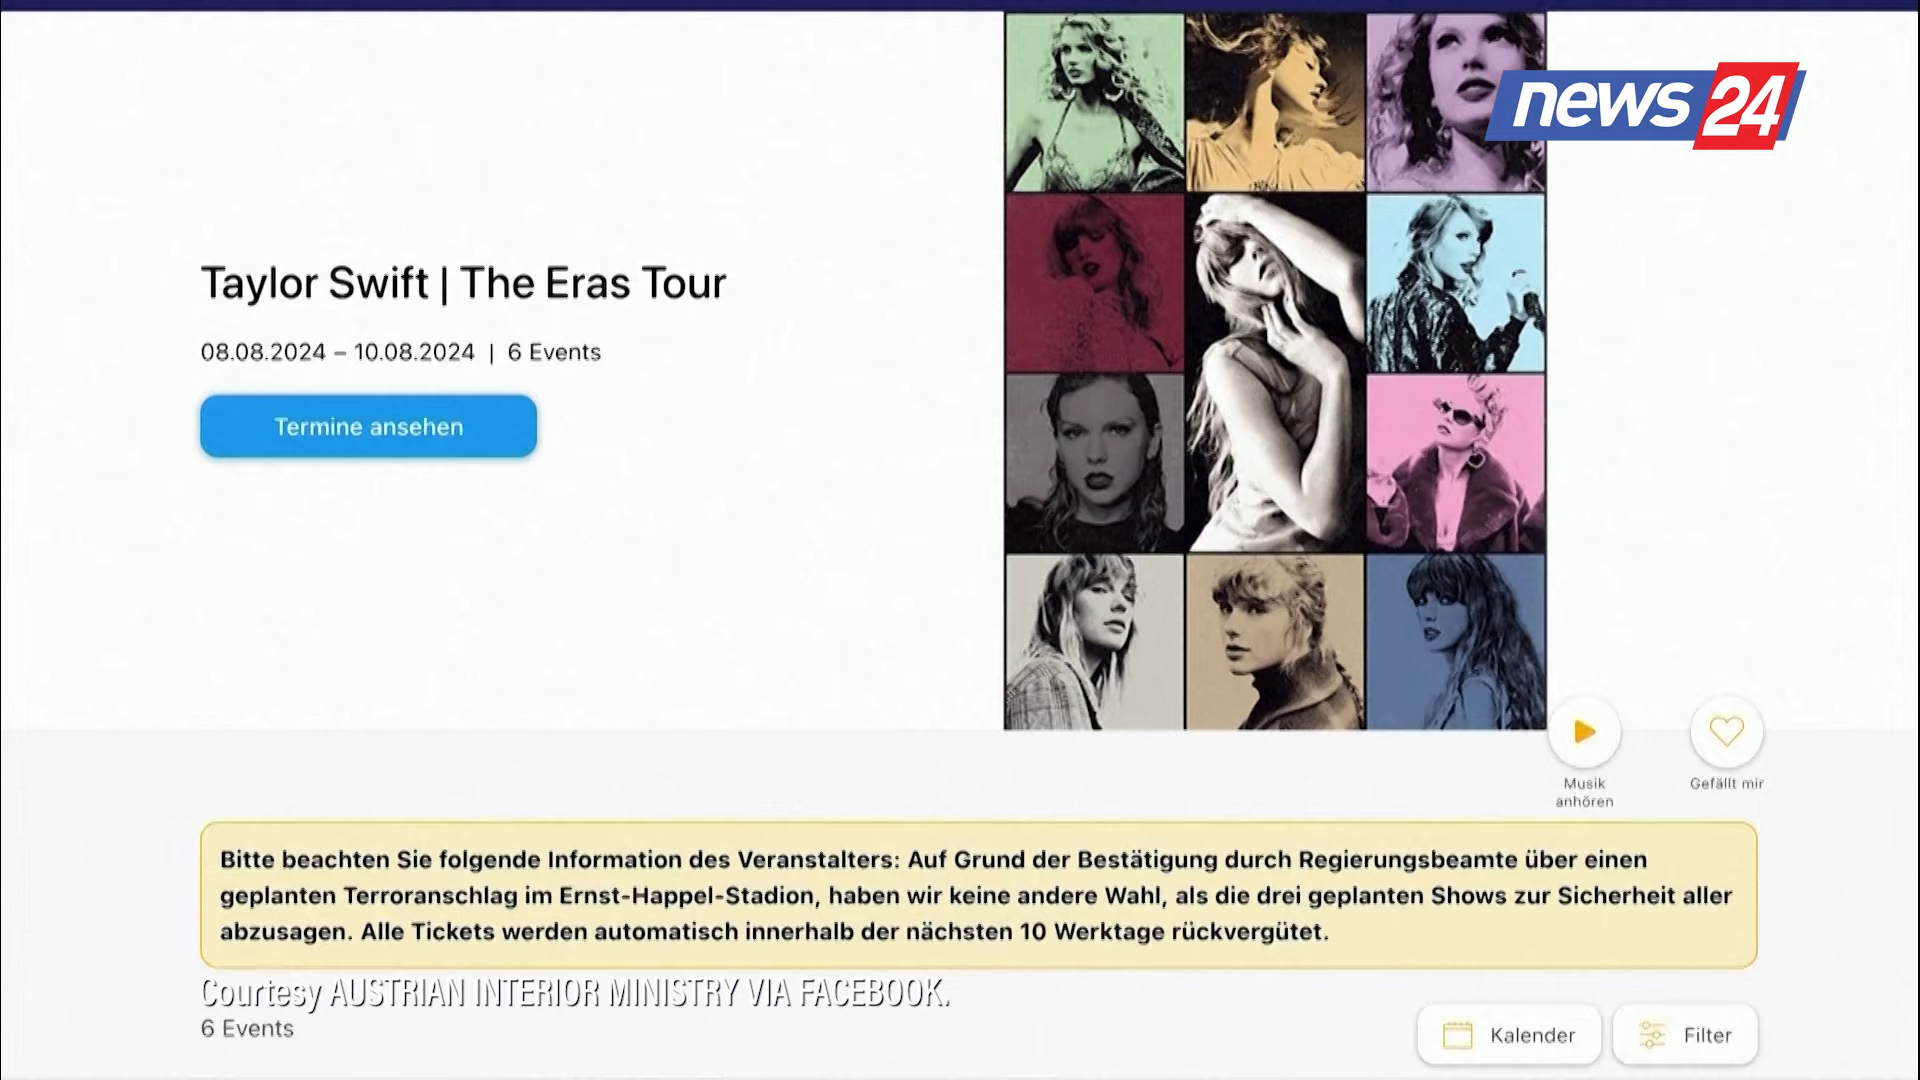 news 24
Taylor Swift | The Eras Tour
08.08.2024 – 10.08.2024 | 6 Events
Termine ansehen
Musik
anhören
Gefällt mir
Bitte beachten Sie folgende Information des Veranstalters: Auf Grund der Bestätigung durch Regierungsbeamte über einen
geplanten Terroranschlag im Ernst-Happel-Stadion, haben wir keine andere Wahl, als die drei geplanten Shows zur Sicherheit aller
abzusagen. Alle Tickets werden automatisch innerhalb der nächsten 10 Werktage rückvergütet.
Courtesy AUSTRIAN INTERIOR MINISTRY VIA FACEBOOK.
6 Events
Kalender
Filter